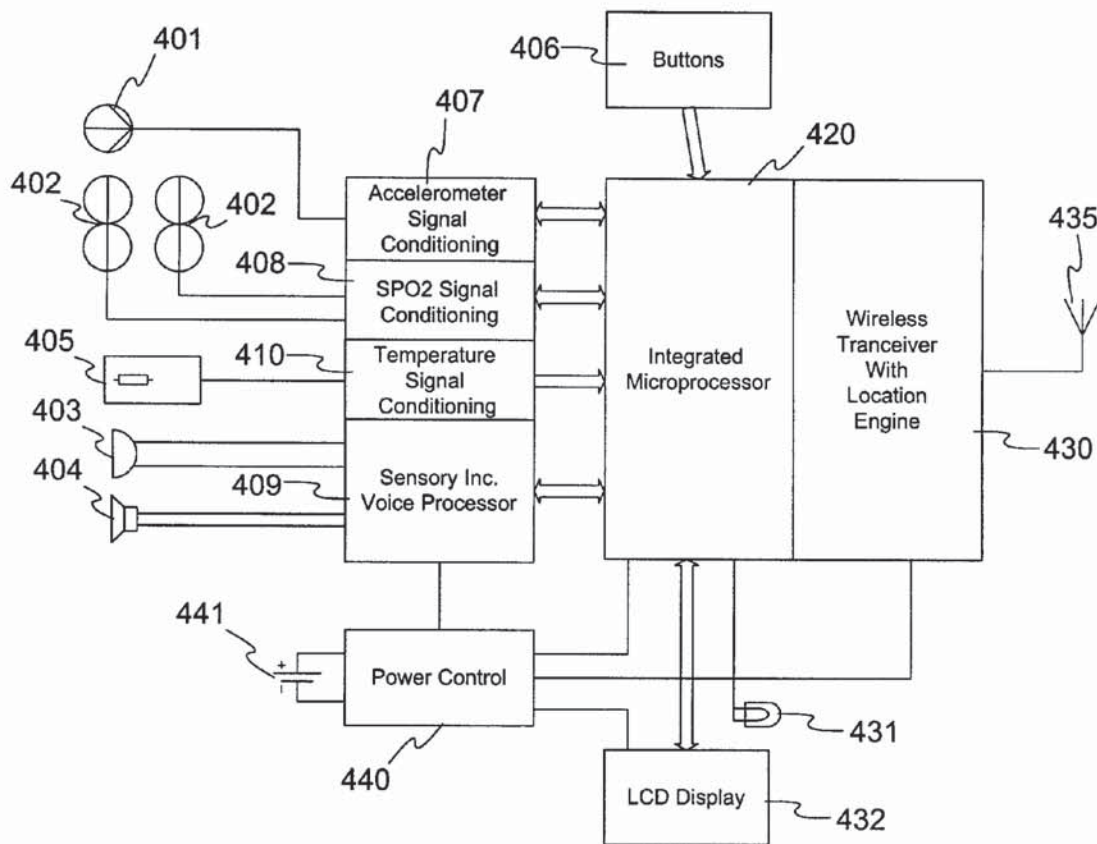 401
406
Buttons
407
420
402
402
Accelerometer
Signal
Conditioning
435
408
SPO2 Signal
Conditioning
405
410
Temperature
Signal
Conditioning
Integrated
Microprocessor
Wireless
Tranceiver
With
Location
Engine
403
430
404
409
Sensory Inc.
Voice Processor
441
+
-
Power Control
431
440
LCD Display
432